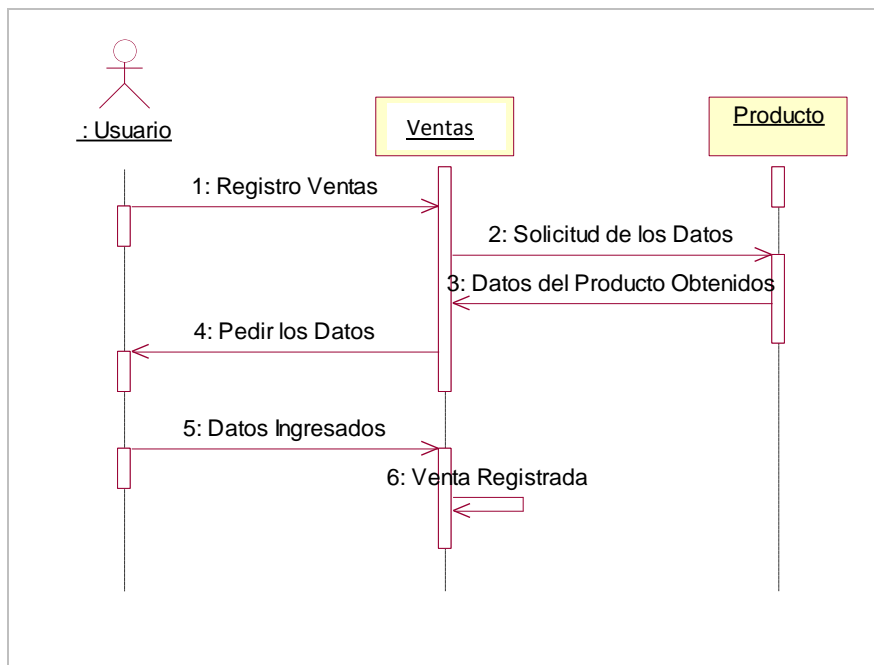 : Usuario
Ventas
Producto
1: Registro Ventas
2: Solicitud de los Datos
3: Datos del Producto Obtenidos
4: Pedir los Datos
5: Datos Ingresados
6: Venta Registrada